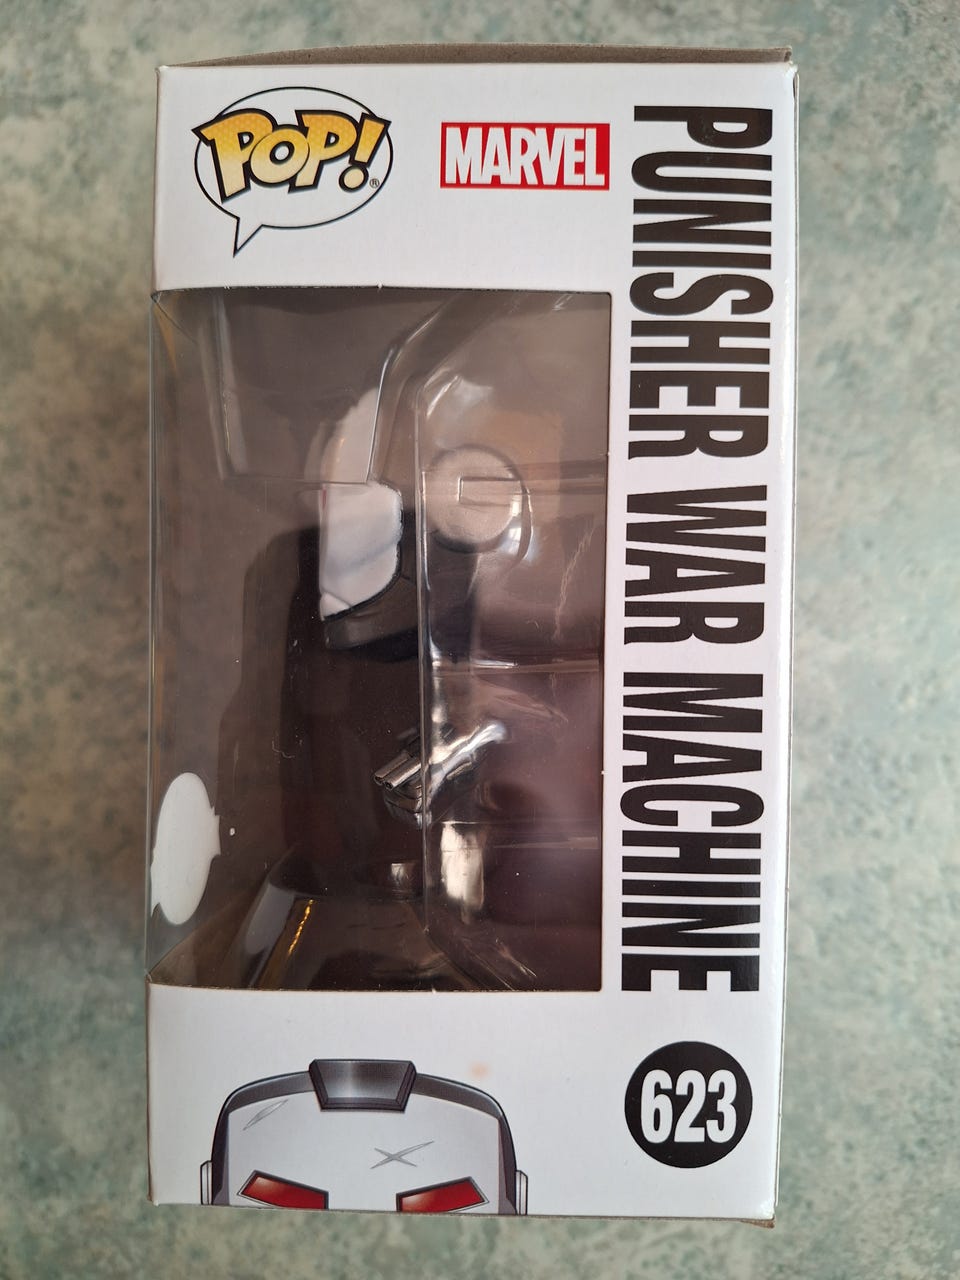 POP!®
MARVEL
PUNISHER WAR MACHINE
623